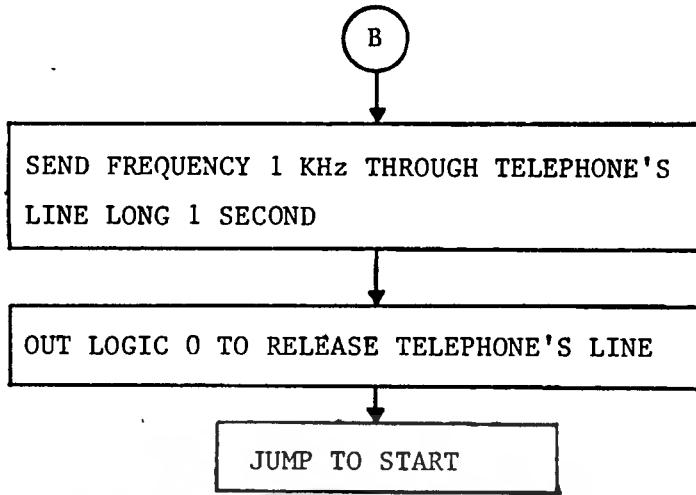 B
SEND FREQUENCY 1 KHz THROUGH TELEPHONE'S
LINE LONG 1 SECOND
OUT LOGIC 0 TO RELEASE TELEPHONE'S LINE
JUMP TO START